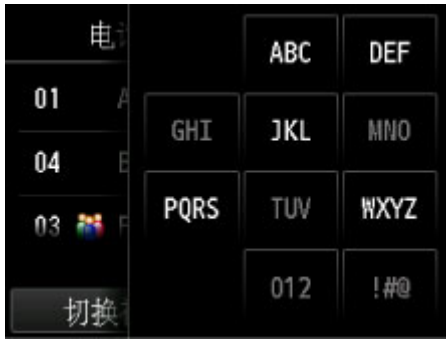 电
ABC DEF
01 A
GHI JKL MNO
04
PQRS TUV WXYZ
03
012 !#@
切换